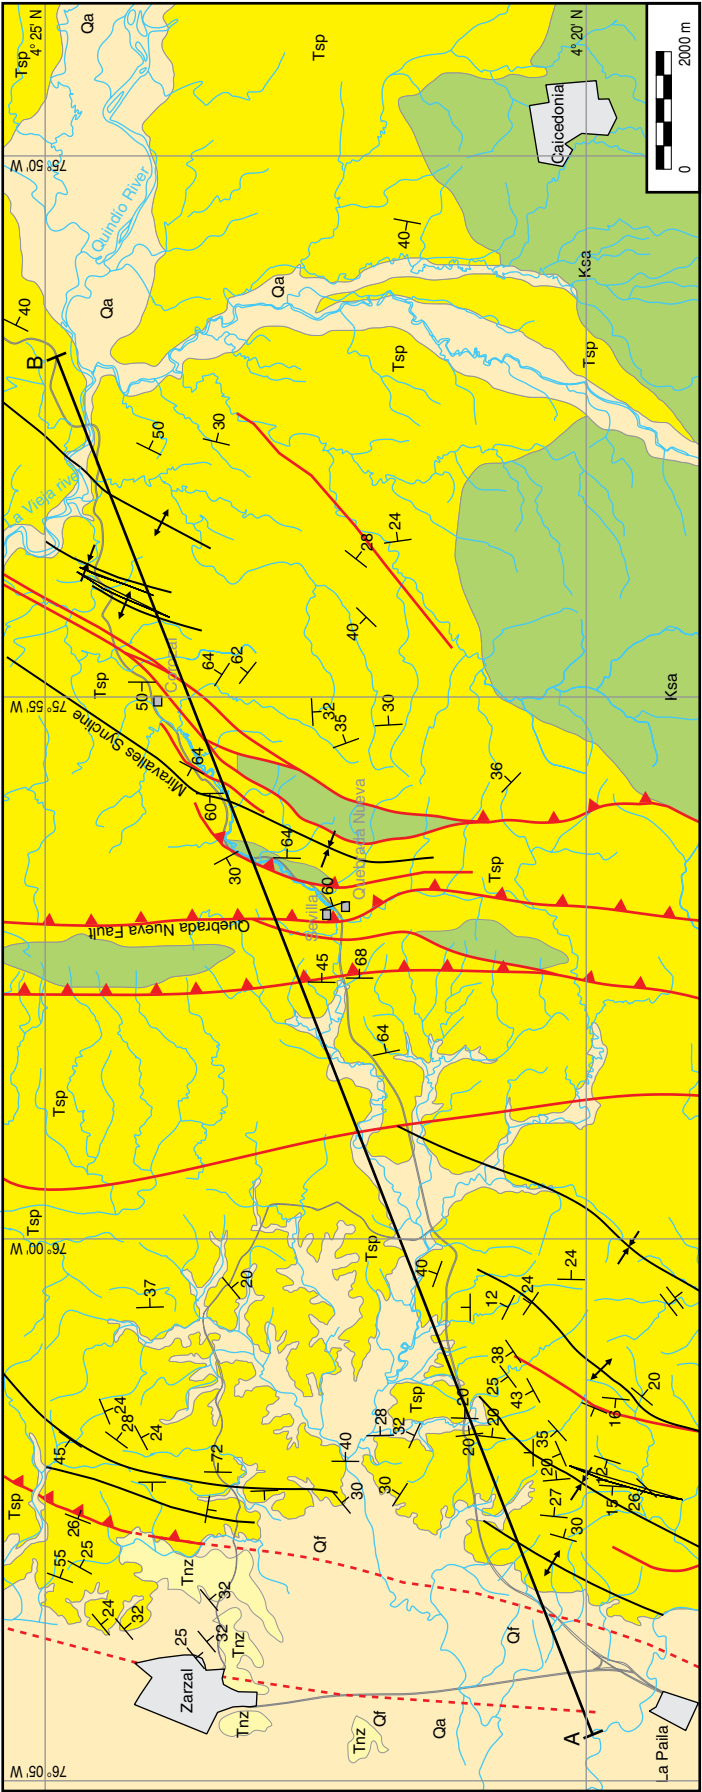 Tsp
4° 25' N
Qa
Tsp
4° 20' N
0
2000 m
Caicedonia
75° 50' W
Quindío River
40
Qa
Qa
40
Ksa
Tsp
Tsp
B
50
30
La Vieja river
28
24
40
Corozal
64
62
Tsp
50
32
35
30
Ksa
Miravalles Syncline
75° 55' W
64
60
36
64
30
60
Quebrada Nueva
Sevilla
Tsp
Quebrada Nueva Fault
45
68
64
Tsp
Tsp
76° 00' W
Tsp
40
24
37
20
12
24
38
25
43
20
16
24
28
24
45
72
Tsp
28
32
20
20
20
35
40
30
30
20
12
27
15
26
30
Tsp
26
55
25
24
32
Tnz
32
Qf
25
32
Tnz
Qf
Zarzal
Tnz
Tnz
Qf
Qa
A
La Paila
76° 05' W